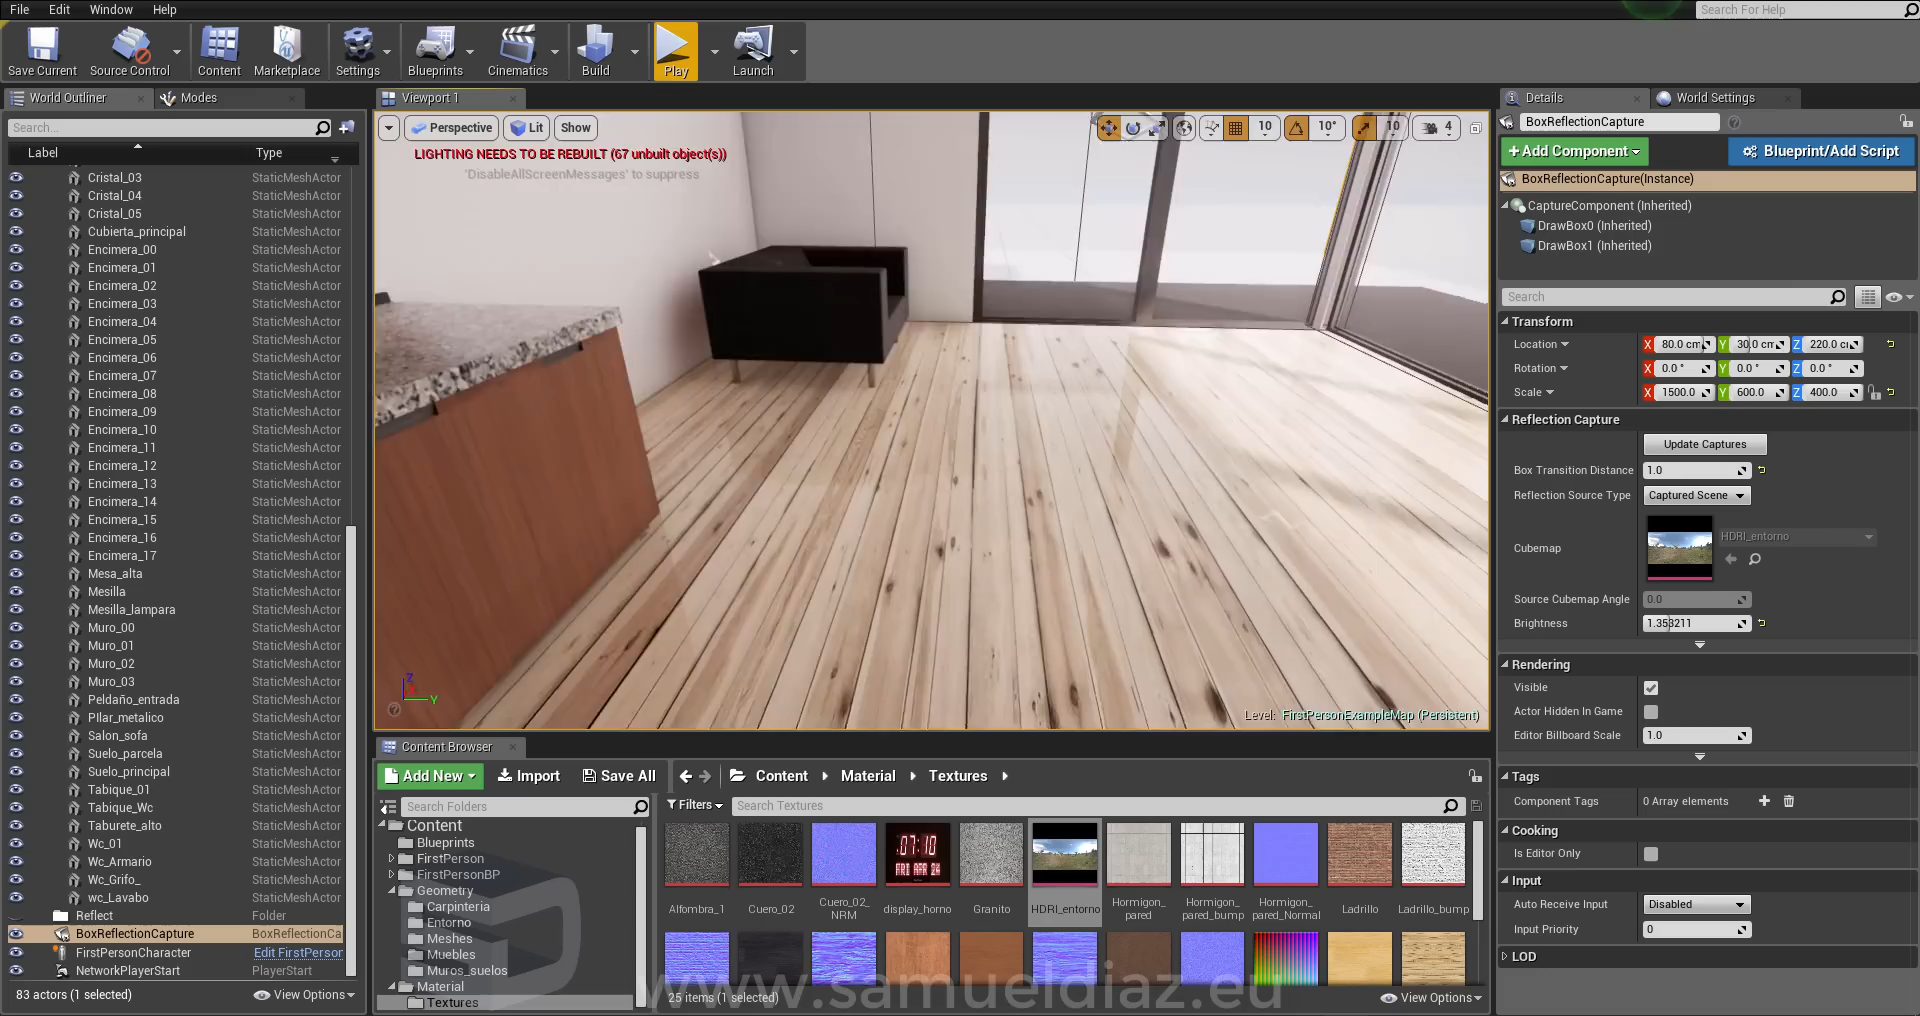 File Edit Window Help
Search For Help
Save Current Source Control Content Marketplace Settings Blueprints Cinematics Build Play Launch
World Outliner Modes
Search...
Label Type
Cristal_03 StaticMeshActor
Cristal_04 StaticMeshActor
Cristal_05 StaticMeshActor
Cubierta_principal StaticMeshActor
Encimera_00 StaticMeshActor
Encimera_01 StaticMeshActor
Encimera_02 StaticMeshActor
Encimera_03 StaticMeshActor
Encimera_04 StaticMeshActor
Encimera_05 StaticMeshActor
Encimera_06 StaticMeshActor
Encimera_07 StaticMeshActor
Encimera_08 StaticMeshActor
Encimera_09 StaticMeshActor
Encimera_10 StaticMeshActor
Encimera_11 StaticMeshActor
Encimera_12 StaticMeshActor
Encimera_13 StaticMeshActor
Encimera_14 StaticMeshActor
Encimera_15 StaticMeshActor
Encimera_16 StaticMeshActor
Encimera_17 StaticMeshActor
Mesa_alta StaticMeshActor
Mesilla StaticMeshActor
Mesilla_lampara StaticMeshActor
Muro_00 StaticMeshActor
Muro_01 StaticMeshActor
Muro_02 StaticMeshActor
Muro_03 StaticMeshActor
Peldaño_entrada StaticMeshActor
PIlar_metalico StaticMeshActor
Salon_sofa StaticMeshActor
Suelo_parcela StaticMeshActor
Suelo_principal StaticMeshActor
Tabique_01 StaticMeshActor
Tabique_Wc StaticMeshActor
Taburete_alto StaticMeshActor
Wc_01 StaticMeshActor
Wc_Armario StaticMeshActor
Wc_Grifo_ StaticMeshActor
wc_Lavabo StaticMeshActor
Reflect Folder
BoxReflectionCapture BoxReflectionCa
FirstPersonCharacter Edit FirstPerson
NetworkPlayerStart PlayerStart
83 actors (1 selected) View Options
Viewport 1
Perspective Lit Show 10 10° 10 4
LIGHTING NEEDS TO BE REBUILT (67 unbuilt object(s))
'DisableAllScreenMessages' to suppress
Z
Y
Level: FirstPersonExampleMap (Persistent)
Content Browser
Add New Import Save All Content Material Textures
Search Folders
Filters Search Textures
Content
Blueprints
FirstPerson
FirstPersonBP
Geometry
Carpinteria
Entorno
Meshes
Muebles
Muros_suelos
Material
Textures
07:10
FRI APR 24
Alfombra_1 Cuero_02 Cuero_02_NRM display_horno Granito HDRI_entorno Hormigon_pared Hormigon_pared_bump Hormigon_pared_Normal Ladrillo Ladrillo_bump
25 items (1 selected) View Options
www.samueldiaz.eu
Details World Settings
BoxReflectionCapture
+Add Component Blueprint/Add Script
BoxReflectionCapture(Instance)
CaptureComponent (Inherited)
DrawBox0 (Inherited)
DrawBox1 (Inherited)
Search
Transform
Location X 80.0 cm Y 30.0 cm Z 220.0 c
Rotation X 0.0 ° Y 0.0 ° Z 0.0 °
Scale X 1500.0 Y 600.0 Z 400.0
Reflection Capture
Update Captures
Box Transition Distance 1.0
Reflection Source Type Captured Scene
Cubemap HDRI_entorno
Source Cubemap Angle 0.0
Brightness 1.353211
Rendering
Visible
Actor Hidden In Game
Editor Billboard Scale 1.0
Tags
Component Tags 0 Array elements
Cooking
Is Editor Only
Input
Auto Receive Input Disabled
Input Priority 0
LOD